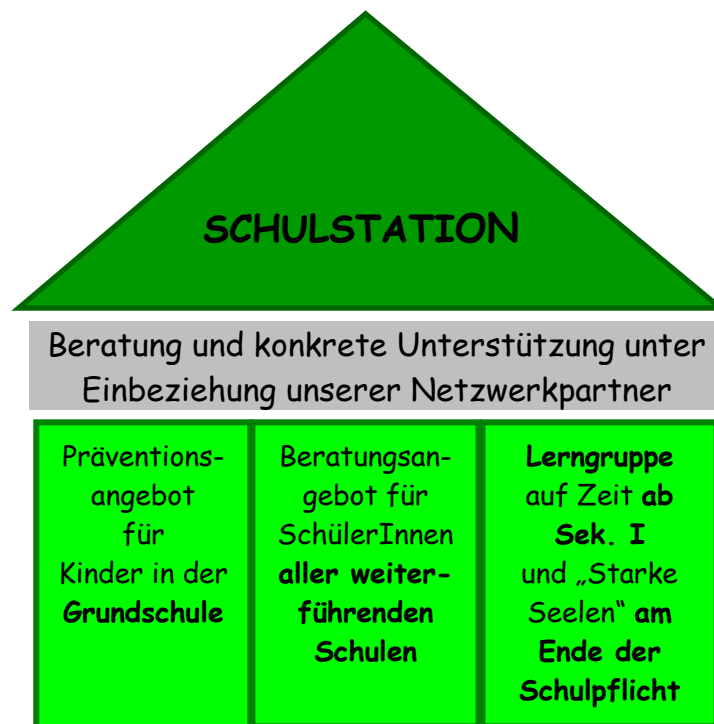 SCHULSTATION
Beratung und konkrete Unterstützung unter
Einbeziehung unserer Netzwerkpartner
Präventions-
angebot
für
Kinder in der
Grundschule
Beratungsan-
gebot für
SchülerInnen
aller weiter-
führenden
Schulen
Lerngruppe
auf Zeit ab
Sek. I
und „Starke
Seelen“ am
Ende der
Schulpflicht